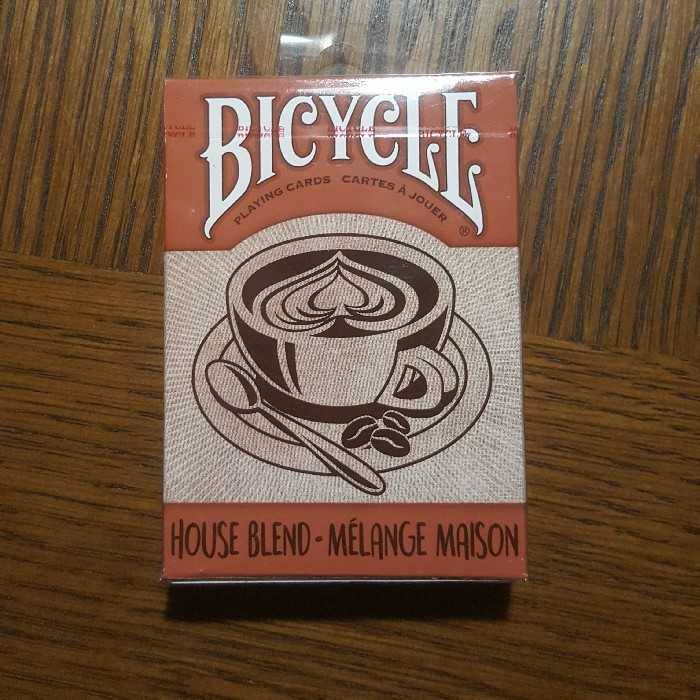 BICYCLE
PLAYING CARDS CARTES À JOUER
®
HOUSE BLEND • MÉLANGE MAISON